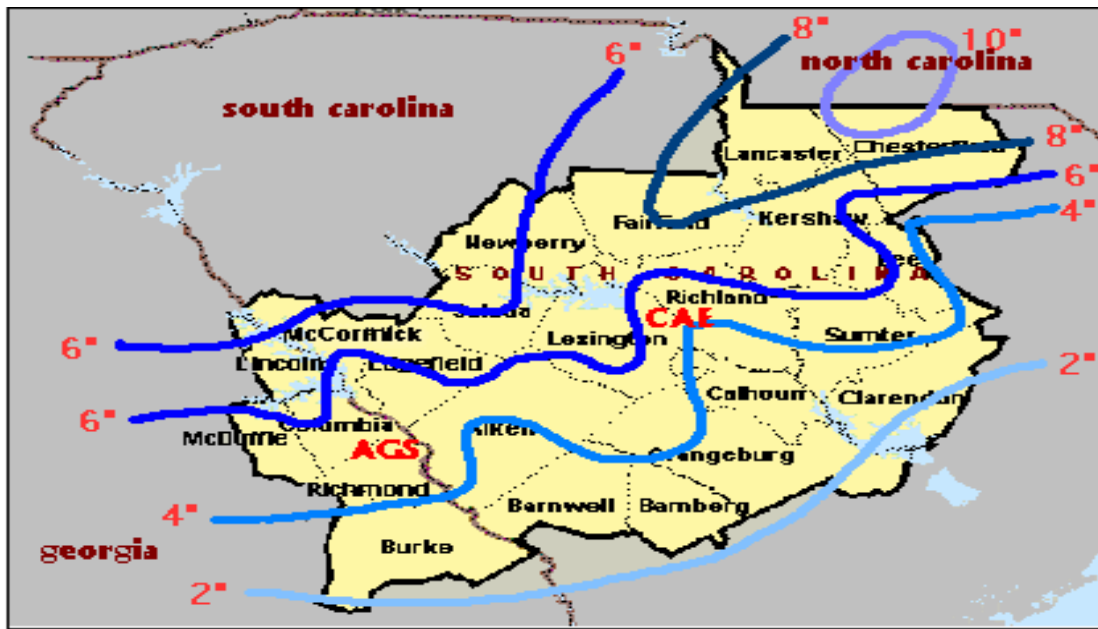 8"
10"
6"
north carolina
south carolina
8"
Lancaster
Chesterfield
6"
Fairfield
Kershaw
4"
Newberry
Lee
SOUTH CAROLINA
Richland
Saluda
CAE
McCormick
Lexington
Sumter
6"
Lincoln
Edgefield
2"
Calhoun
Clarendon
6"
Columbia
McDuffie
Aiken
AGS
Orangeburg
Richmond
4"
Barnwell
Bamberg
georgia
Burke
2"